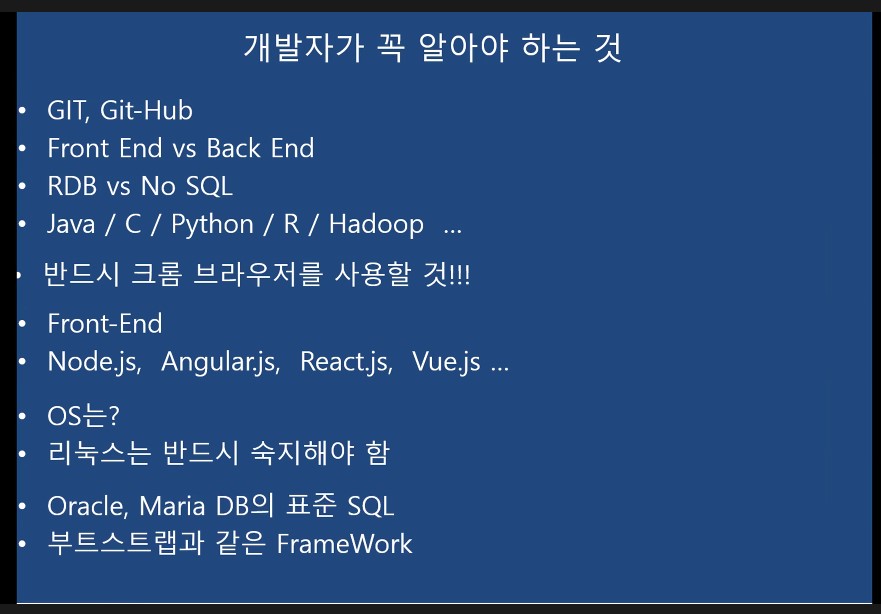 개발자가 꼭 알아야 하는 것
• GIT, Git-Hub
• Front End vs Back End
• RDB vs No SQL
• Java / C / Python / R / Hadoop ...
• 반드시 크롬 브라우저를 사용할 것!!!
• Front-End
• Node.js, Angular.js, React.js, Vue.js ...
• OS는?
• 리눅스는 반드시 숙지해야 함
• Oracle, Maria DB의 표준 SQL
• 부트스트랩과 같은 FrameWork